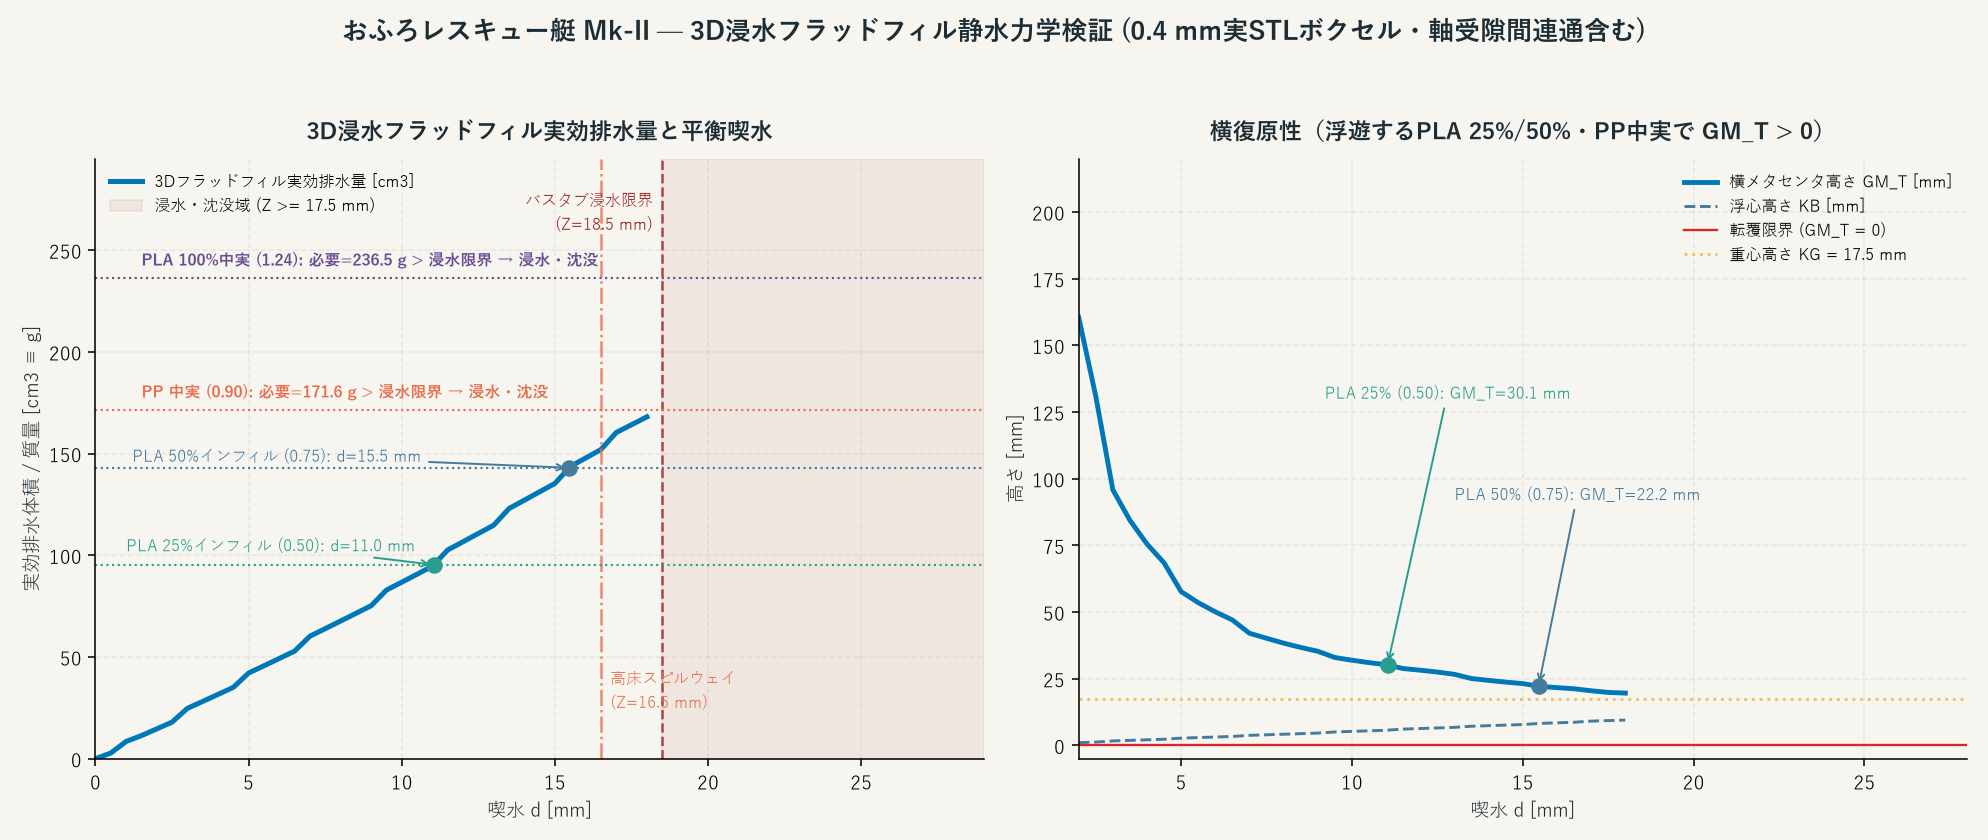 おふろレスキュー艇 Mk-II — 3D浸水フラッドフィル静水力学検証 (0.4 mm実STLボクセル・軸受隙間連通含む)
3D浸水フラッドフィル実効排水量と平衡喫水
3Dフラッドフィル実効排水量 [cm3]
浸水・沈没域 (Z >= 17.5 mm)
バスタブ浸水限界
(Z=18.5 mm)
PLA 100%中実 (1.24): 必要=236.5 g > 浸水限界 → 浸水・沈没
PP 中実 (0.90): 必要=171.6 g > 浸水限界 → 浸水・沈没
PLA 50%インフィル (0.75): d=15.5 mm
PLA 25%インフィル (0.50): d=11.0 mm
高床スピルウェイ
(Z=16.5 mm)
実効排水体積 / 質量 [cm3 ≡ g]
250
200
150
100
50
0
0
5
10
15
20
25
喫水 d [mm]
横復原性（浮遊するPLA 25%/50%・PP中実で GM_T > 0）
横メタセンタ高さ GM_T [mm]
浮心高さ KB [mm]
転覆限界 (GM_T = 0)
重心高さ KG = 17.5 mm
PLA 25% (0.50): GM_T=30.1 mm
PLA 50% (0.75): GM_T=22.2 mm
高さ [mm]
200
175
150
125
100
75
50
25
0
5
10
15
20
25
喫水 d [mm]